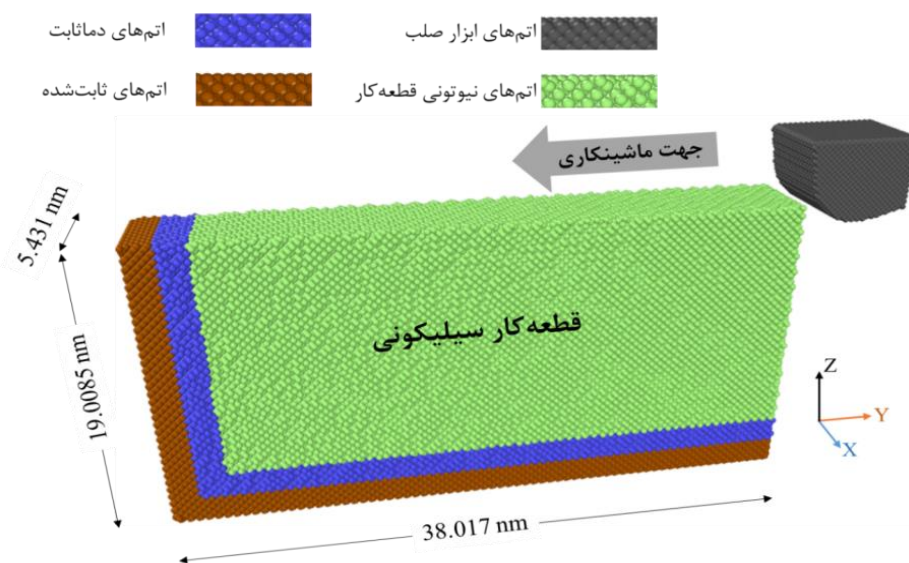 اتم‌های ابزار صلب
اتم‌های دماثابت
اتم‌های نیوتونی قطعه‌کار
اتم‌های ثابت‌شده
جهت ماشینکاری
5.431 nm
قطعه‌کار سیلیکونی
19.0085 nm
38.017 nm
Z
Y
X